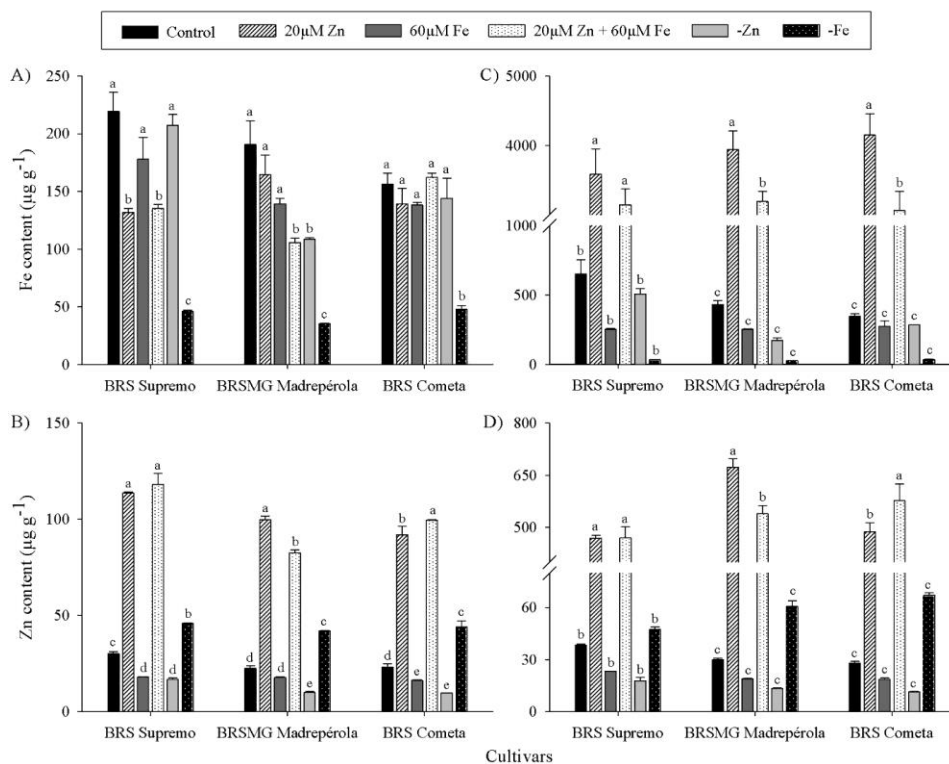 Control 20µM Zn 60µM Fe 20µM Zn + 60µM Fe -Zn -Fe
A)
Fe content (µg g⁻¹)
250
200
150
100
50
0
a b a b a c
a a a b b c
a a a a a b
BRS Supremo BRSMG Madrepérola BRS Cometa
C)
5000
4000
1000
500
0
b a b a b b
c a c b c c
c a c b c c
BRS Supremo BRSMG Madrepérola BRS Cometa
B)
Zn content (µg g⁻¹)
150
100
50
0
c a d a d b
d a d b e c
d b e a e c
BRS Supremo BRSMG Madrepérola BRS Cometa
D)
800
650
500
60
30
0
b a b a b b
c a c b c c
c b c a c c
BRS Supremo BRSMG Madrepérola BRS Cometa
Cultivars